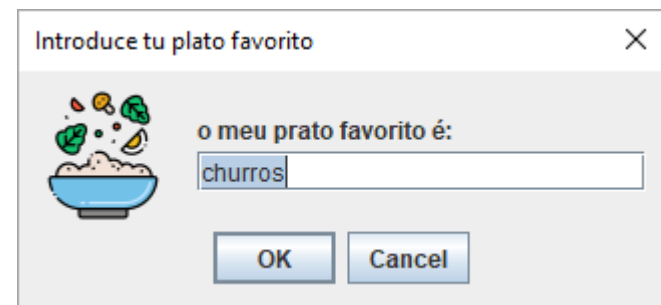 Introduce tu plato favorito
o meu prato favorito é:
churros
OK Cancel